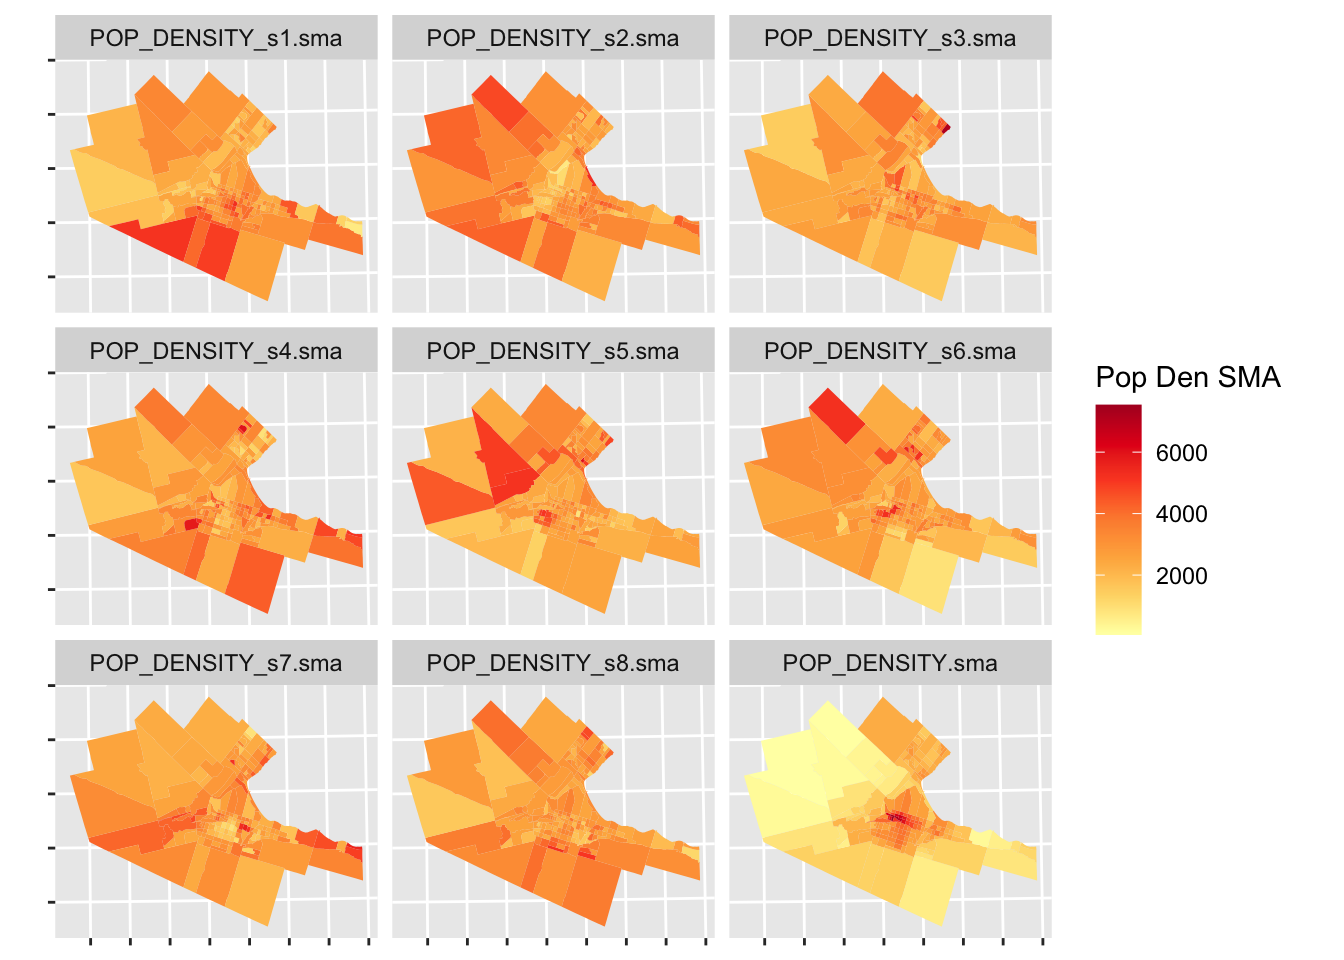 POP_DENSITY_s1.sma
POP_DENSITY_s2.sma
POP_DENSITY_s3.sma
POP_DENSITY_s4.sma
POP_DENSITY_s5.sma
POP_DENSITY_s6.sma
Pop Den SMA
6000
4000
2000
POP_DENSITY_s7.sma
POP_DENSITY_s8.sma
POP_DENSITY.sma